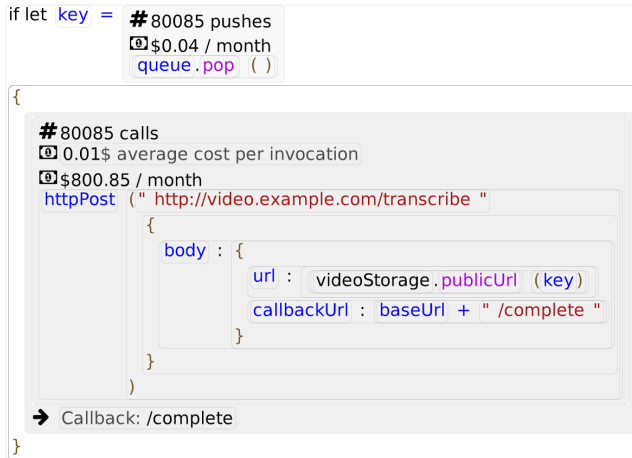 if let key = # 80085 pushes
$0.04 / month
queue.pop ( )
{
# 80085 calls
0.01$ average cost per invocation
$800.85 / month
httpPost (" http://video.example.com/transcribe "
{
body : {
url : videoStorage.publicUrl (key)
callbackUrl : baseUrl + " /complete "
}
}
)
→ Callback: /complete
}